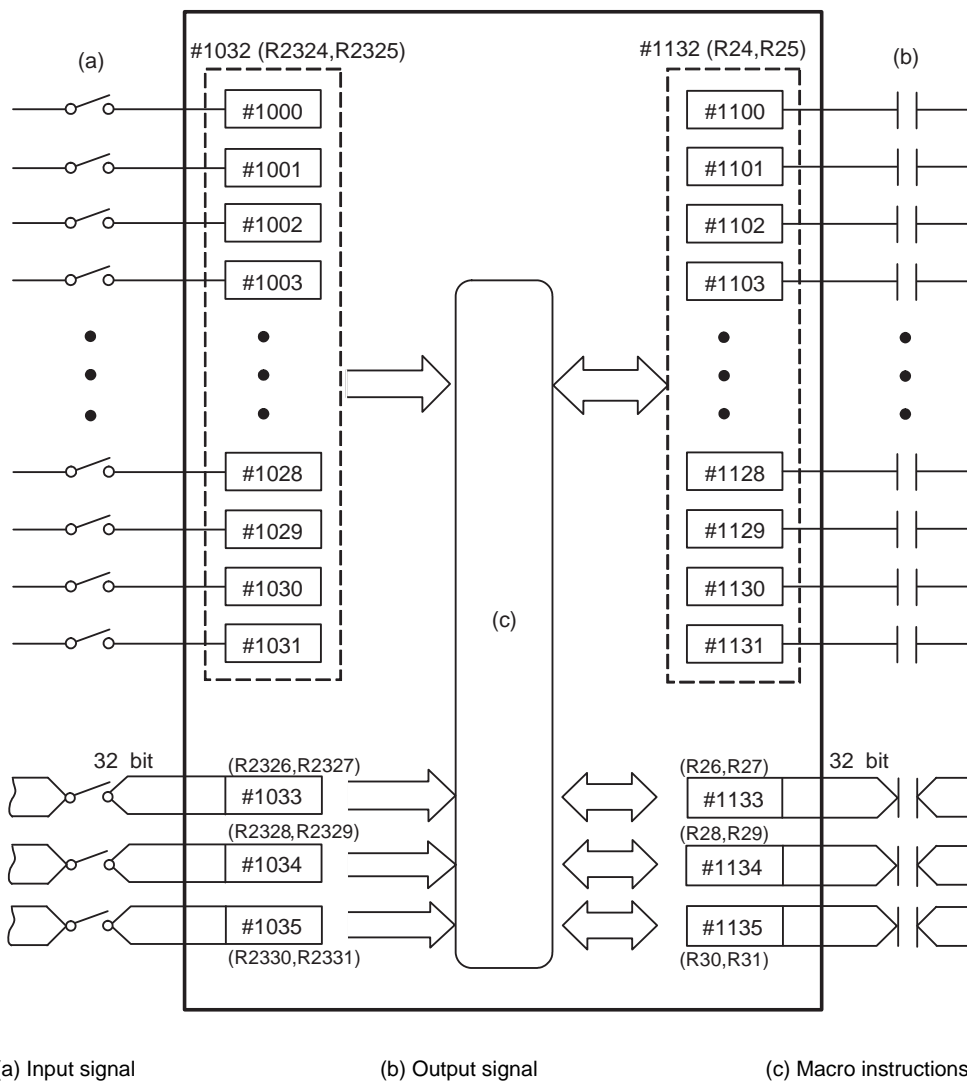 (a)
#1032 (R2324,R2325)
#1132 (R24,R25)
(b)
#1000
#1100
#1001
#1101
#1002
#1102
#1003
#1103
#1028
#1128
#1029
#1129
#1030
#1130
(c)
#1031
#1131
32 bit
(R2326,R2327)
(R26,R27)
32 bit
#1033
#1133
(R2328,R2329)
(R28,R29)
#1034
#1134
#1035
#1135
(R2330,R2331)
(R30,R31)
(a) Input signal
(b) Output signal
(c) Macro instructions